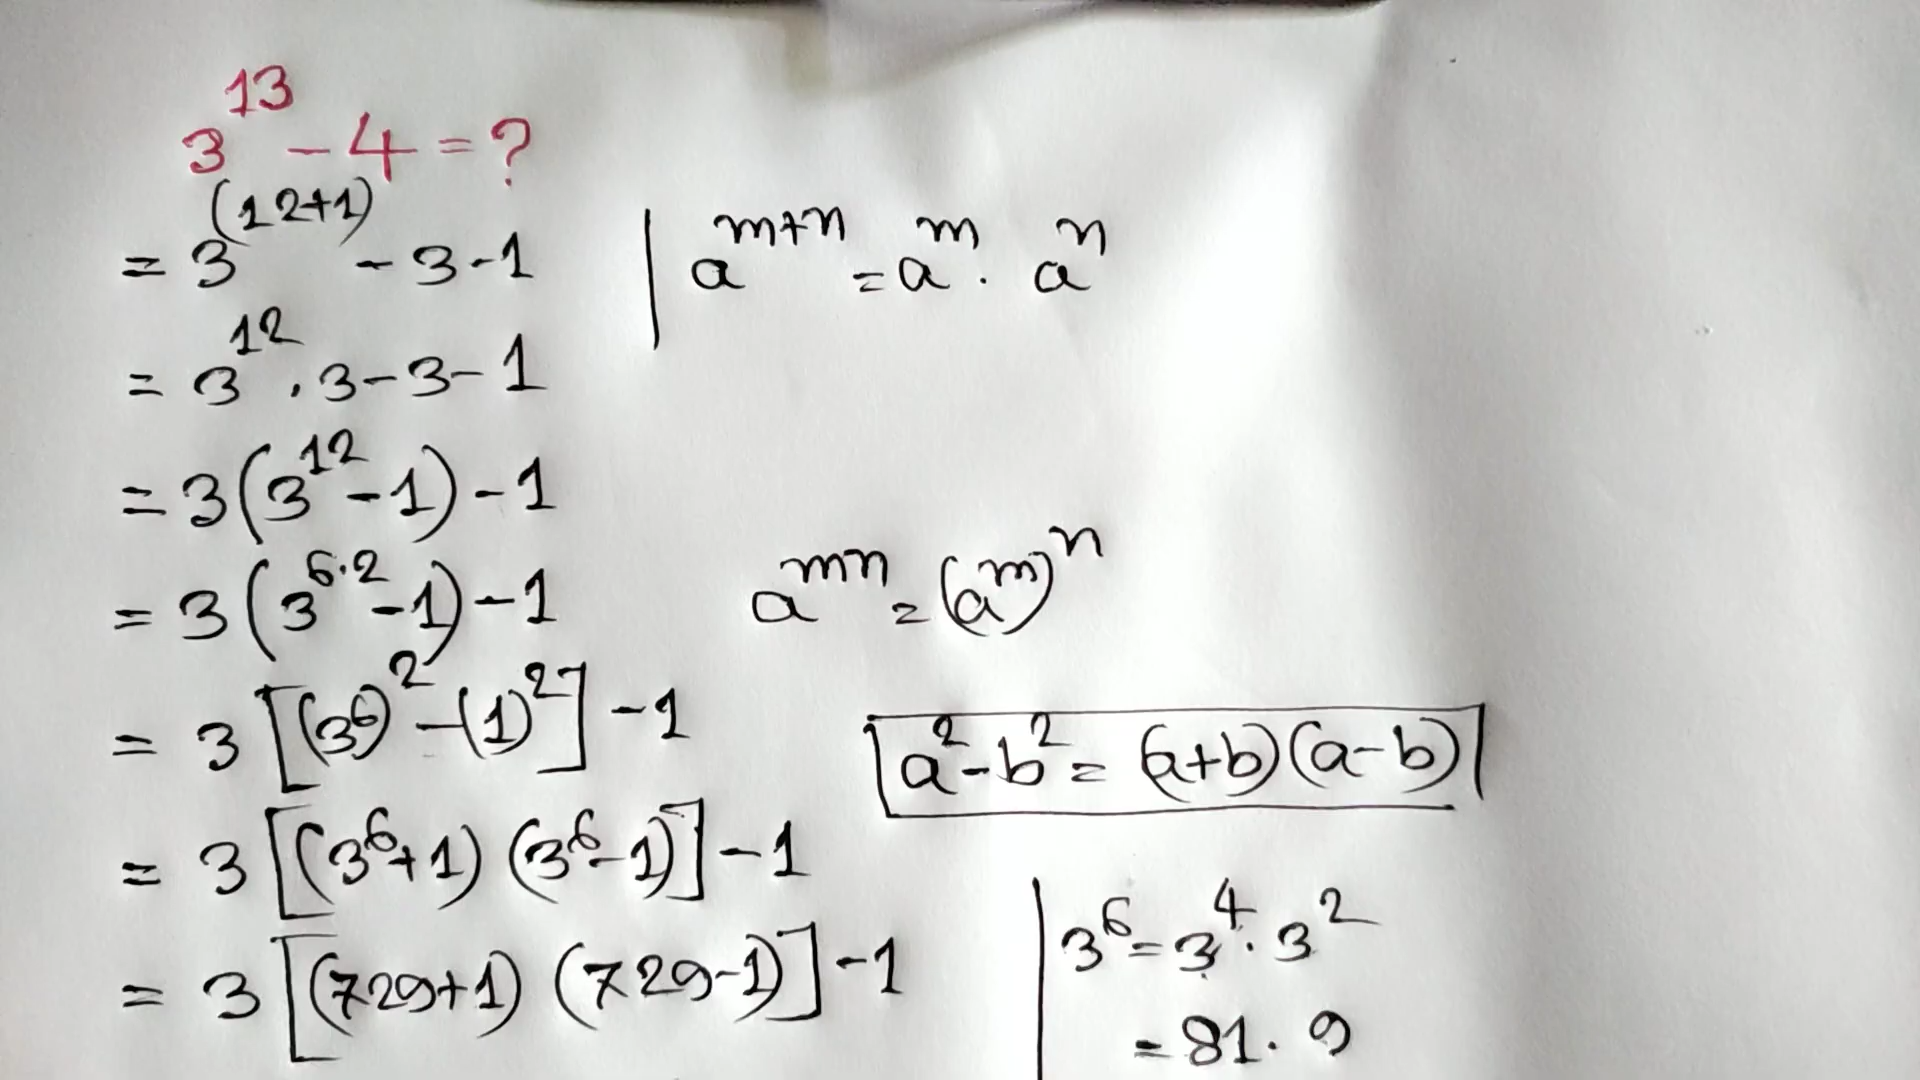 3^13 - 4 = ?
= 3^(12+1) - 3 - 1 | a^(m+n) = a^m . a^n
= 3^12 . 3 - 3 - 1
= 3(3^12 - 1) - 1
= 3(3^6.2 - 1) - 1    a^mn = (a^m)^n
= 3[(3^6)^2 - (1)^2] - 1    a^2 - b^2 = (a+b)(a-b)
= 3[(3^6+1)(3^6-1)] - 1
= 3[(729+1)(729-1)] - 1
3^6 = 3^4 . 3^2
= 81 . 9